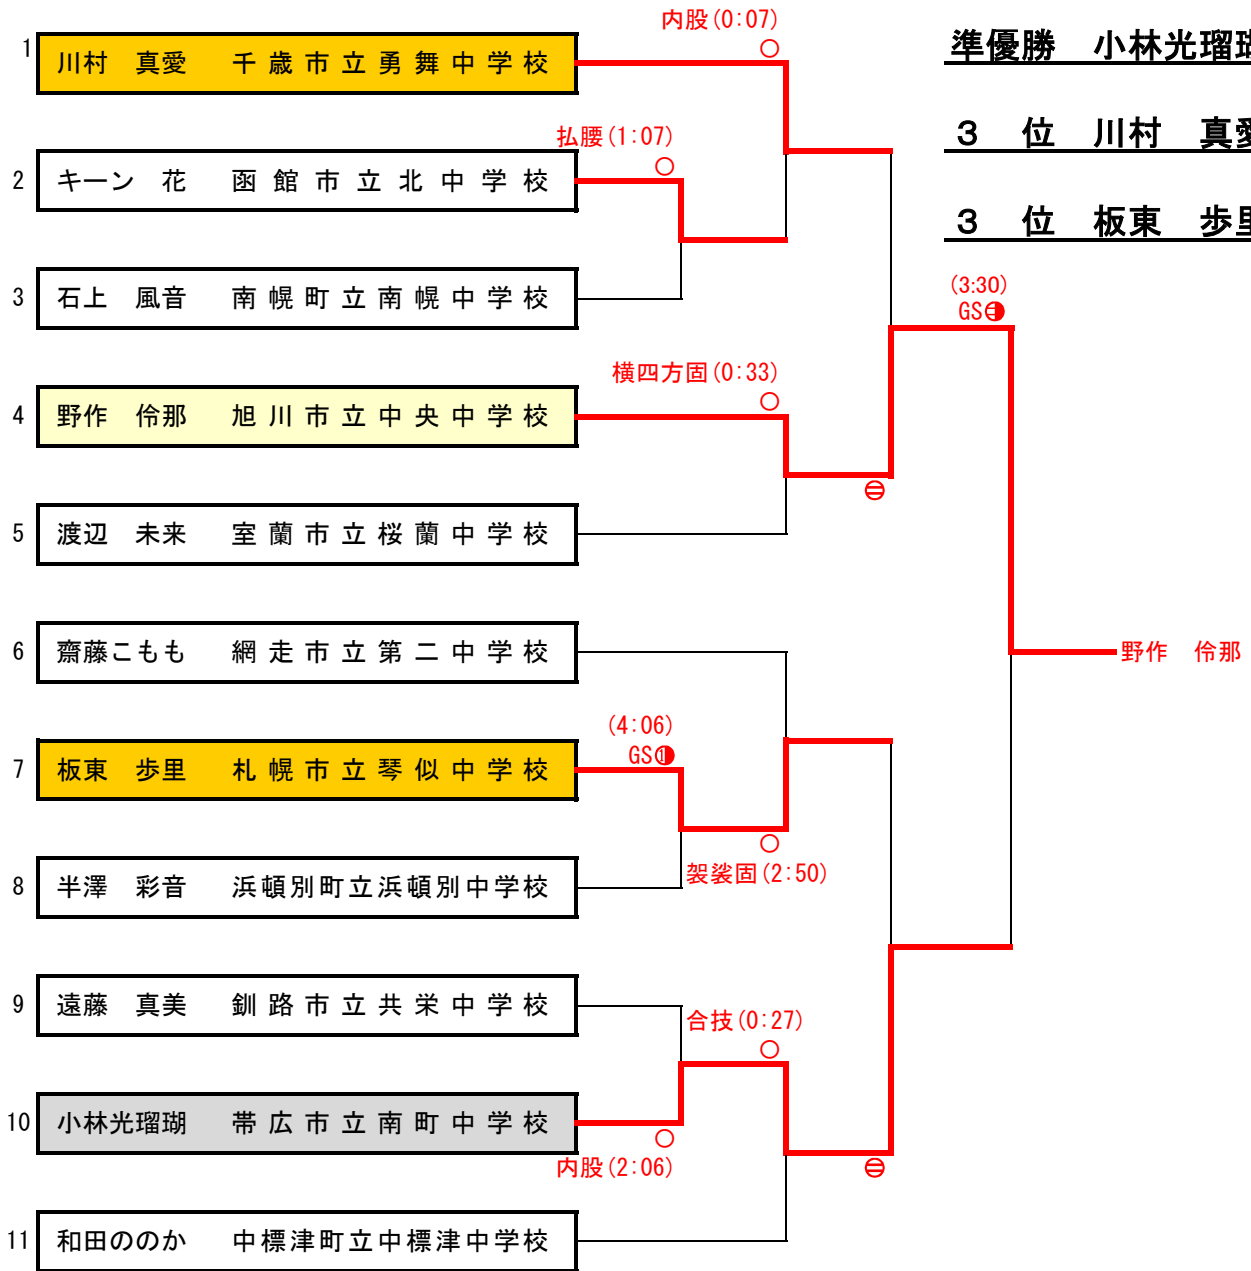 内股(0:07)
準優勝　小林光瑠瑚
1 川村　真愛　千歳市立勇舞中学校
払腰(1:07)
３　位　川村　真愛
2 キーン　花　函館市立北中学校
３　位　板東　歩里
3 石上　風音　南幌町立南幌中学校
(3:30)
GS
横四方固(0:33)
4 野作　伶那　旭川市立中央中学校
5 渡辺　未来　室蘭市立桜蘭中学校
6 齋藤こもも　網走市立第二中学校
野作　伶那
(4:06)
GS
7 板東　歩里　札幌市立琴似中学校
袈裟固(2:50)
8 半澤　彩音　浜頓別町立浜頓別中学校
9 遠藤　真美　釧路市立共栄中学校
合技(0:27)
10 小林光瑠瑚　帯広市立南町中学校
内股(2:06)
11 和田ののか　中標津町立中標津中学校